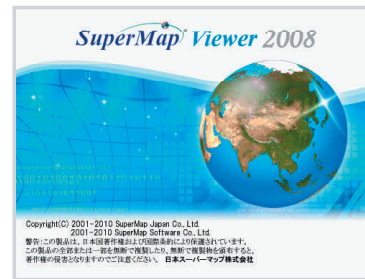 SuperMap Viewer 2008
Copyright(C) 2001-2010 SuperMap Japan Co., Ltd.
2001-2010 SuperMap Software Co., Ltd.
警告:この製品は、日本国著作権および国際条約により保護されています。
この製品の全部または一部を無断で複製したり、無断で複製物を頒布すると、
著作権の侵害となりますのでご注意ください。 日本スーパーマップ株式会社